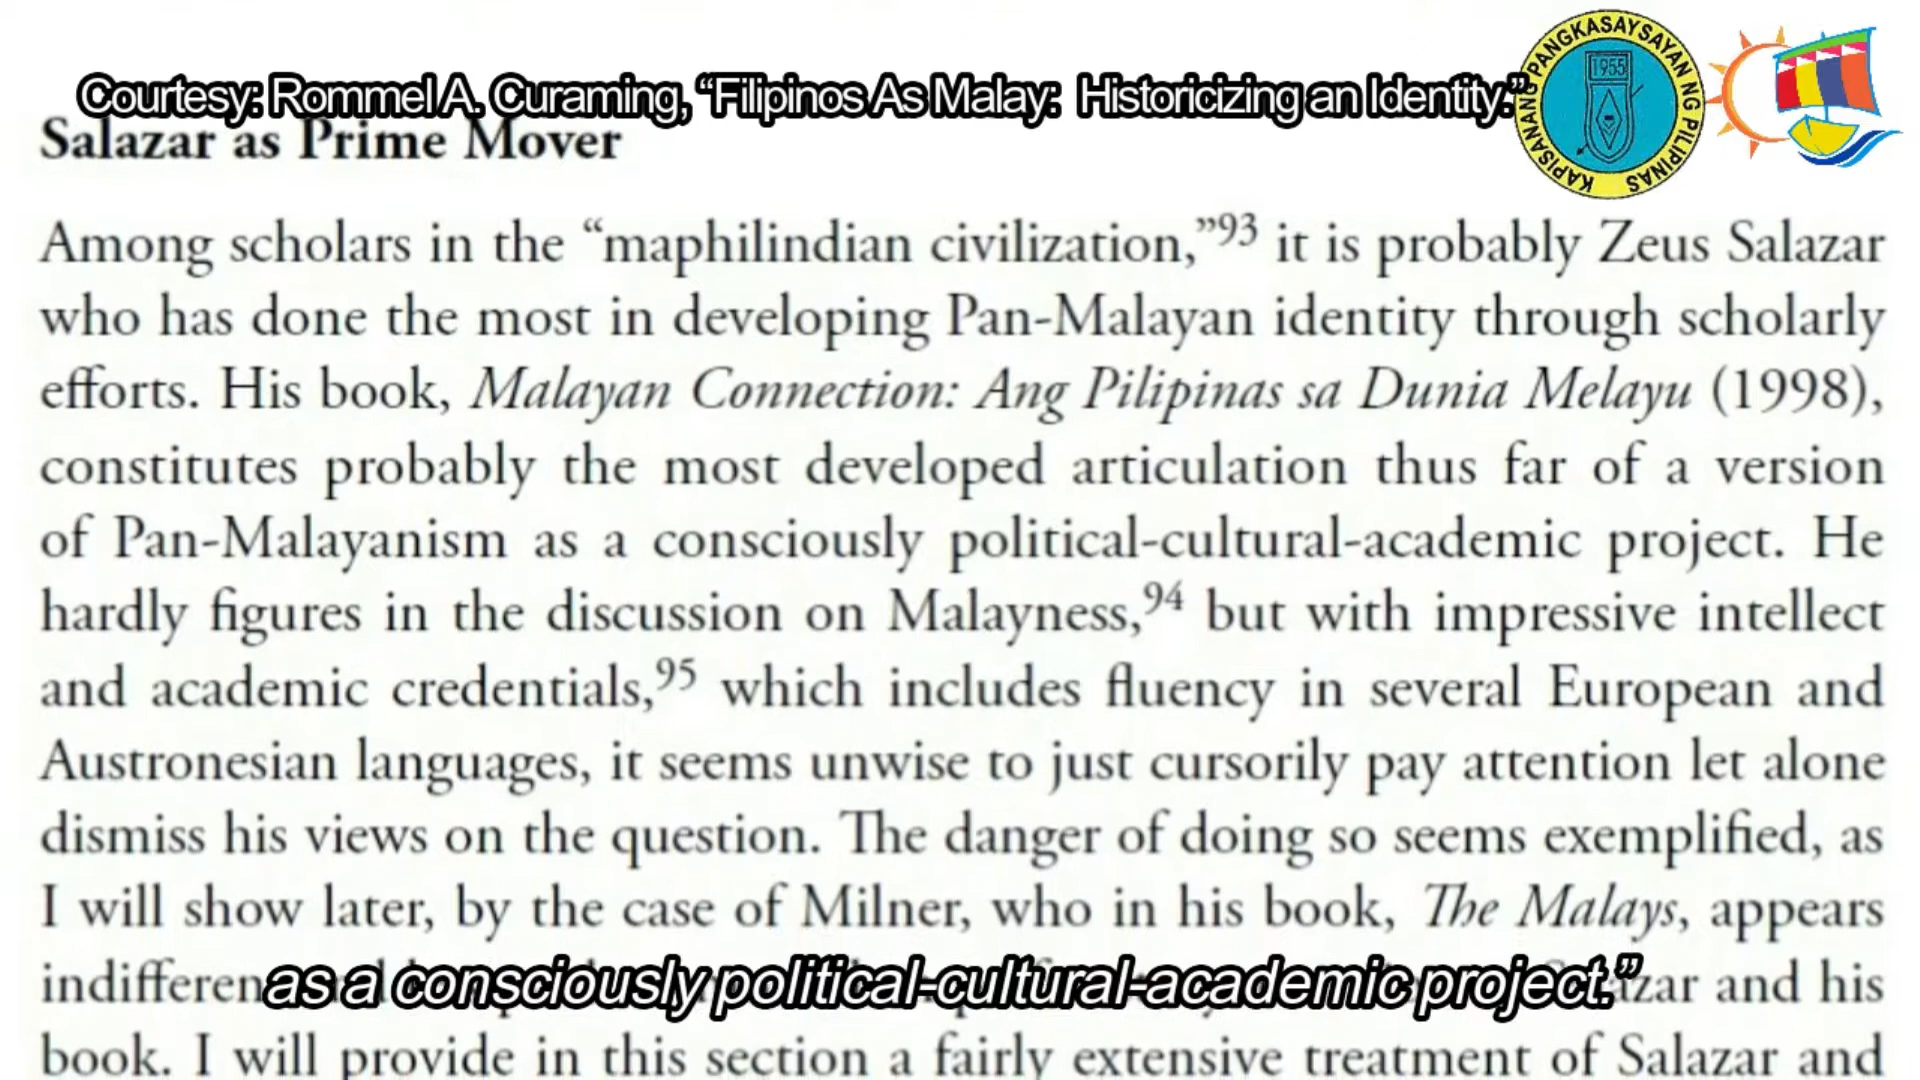 Courtesy: Rommel A. Curaming, “Filipinos As Malay: Historicizing an Identity.”
KAPISANANG PANGKASAYSAYAN NG PILIPINAS
1955
Salazar as Prime Mover
Among scholars in the “maphilindian civilization,”93 it is probably Zeus Salazar
who has done the most in developing Pan-Malayan identity through scholarly
efforts. His book, Malayan Connection: Ang Pilipinas sa Dunia Melayu (1998),
constitutes probably the most developed articulation thus far of a version
of Pan-Malayanism as a consciously political-cultural-academic project. He
hardly figures in the discussion on Malayness,94 but with impressive intellect
and academic credentials,95 which includes fluency in several European and
Austronesian languages, it seems unwise to just cursorily pay attention let alone
dismiss his views on the question. The danger of doing so seems exemplified, as
I will show later, by the case of Milner, who in his book, The Malays, appears
and his
as a consciously political-cultural-academic project.”
book. I will provide in this section a fairly extensive treatment of Salazar and